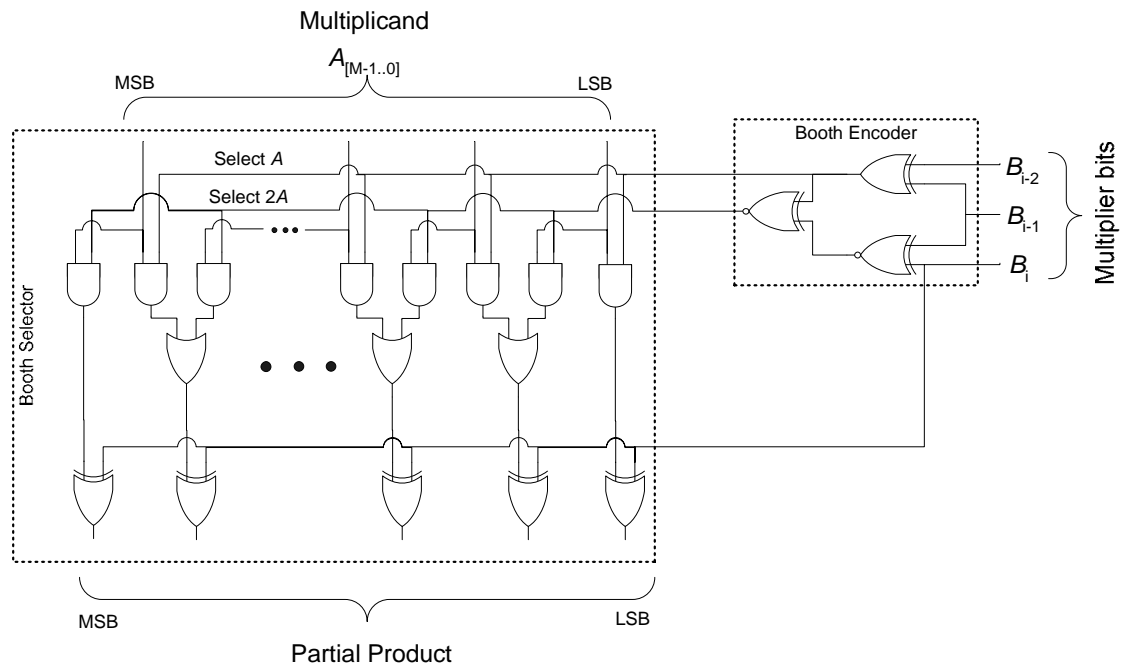 Multiplicand
A[M-1..0]
MSB
LSB
Booth Encoder
Select A
Select 2A
Bi-2
Bi-1
Bi
Multiplier bits
Booth Selector
MSB
LSB
Partial Product